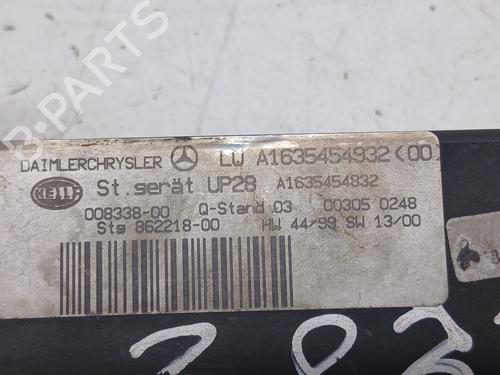 B-PARTS
DAIMLERCHRYSLER LU A1635454932(00
HELLA St.gerät UP28 A1635454832
008338-00 Q-Stand 03 00305 0248
Stg 862218-00 HW 44/99 SW 13/00